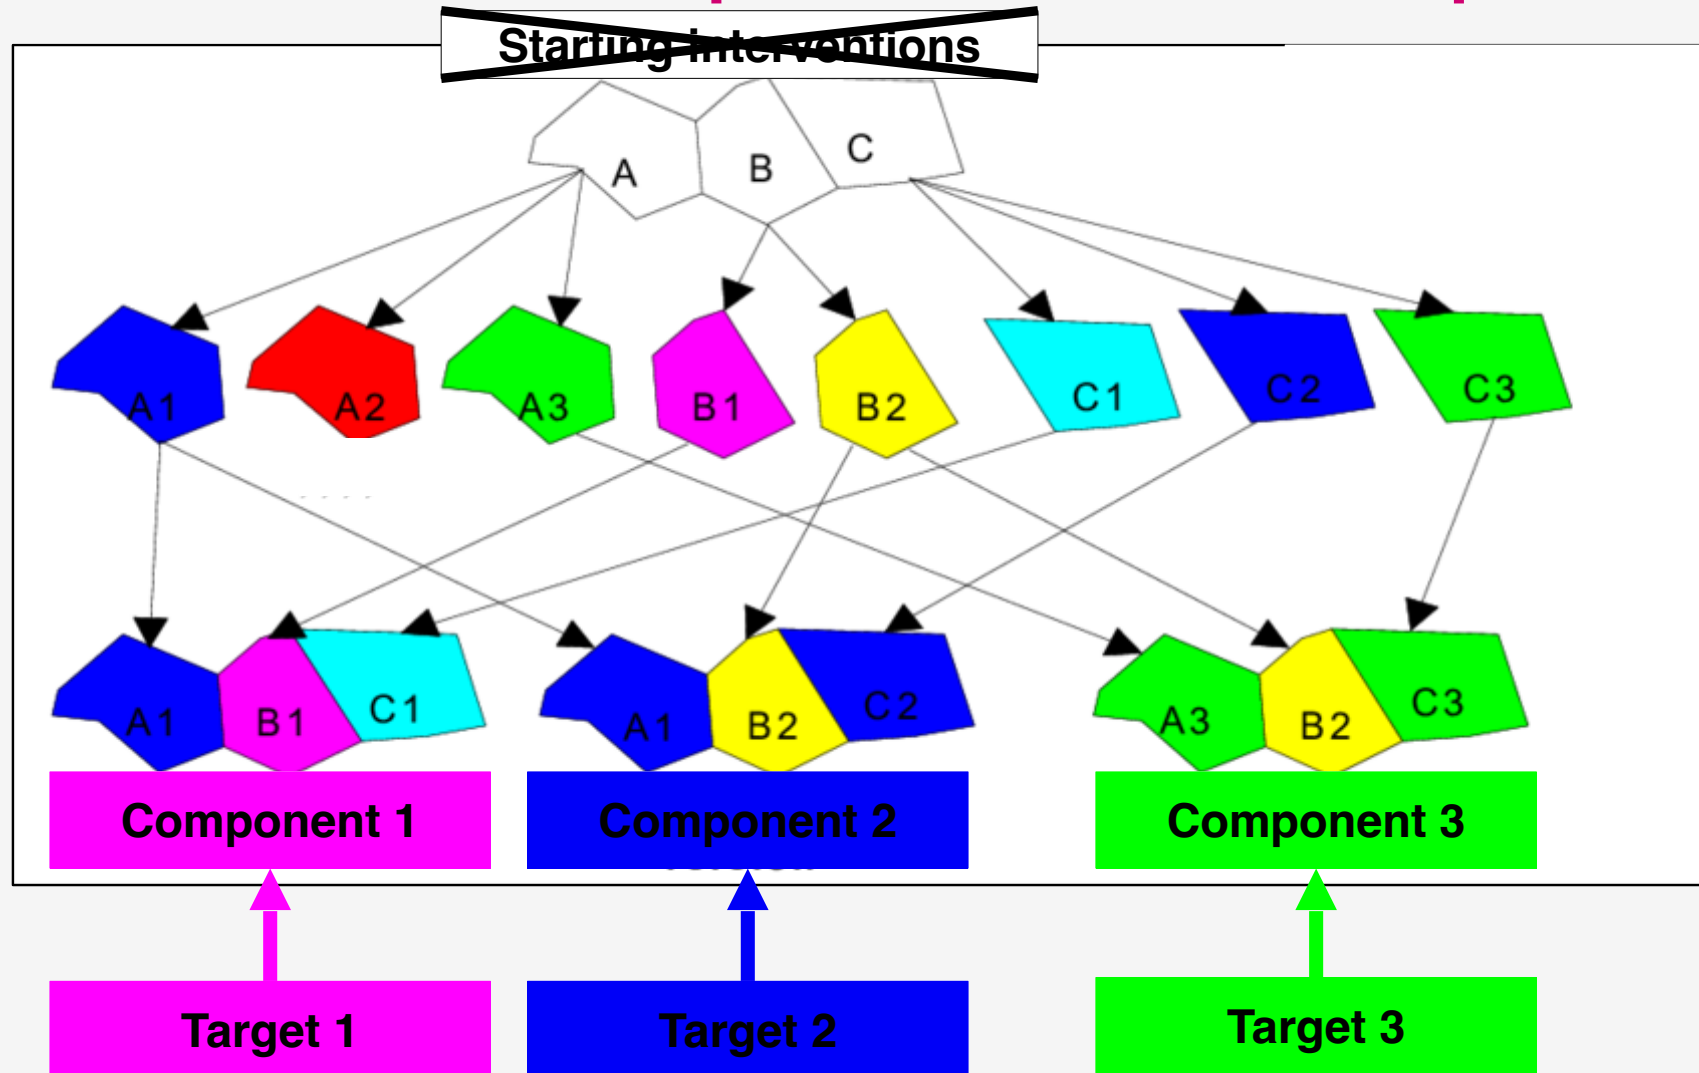 Starting interventions
A
B
C
A1
A2
A3
B1
B2
C1
C2
C3
A1
B1
C1
A1
B2
C2
A3
B2
C3
Component 1
Component 2
Component 3
Target 1
Target 2
Target 3